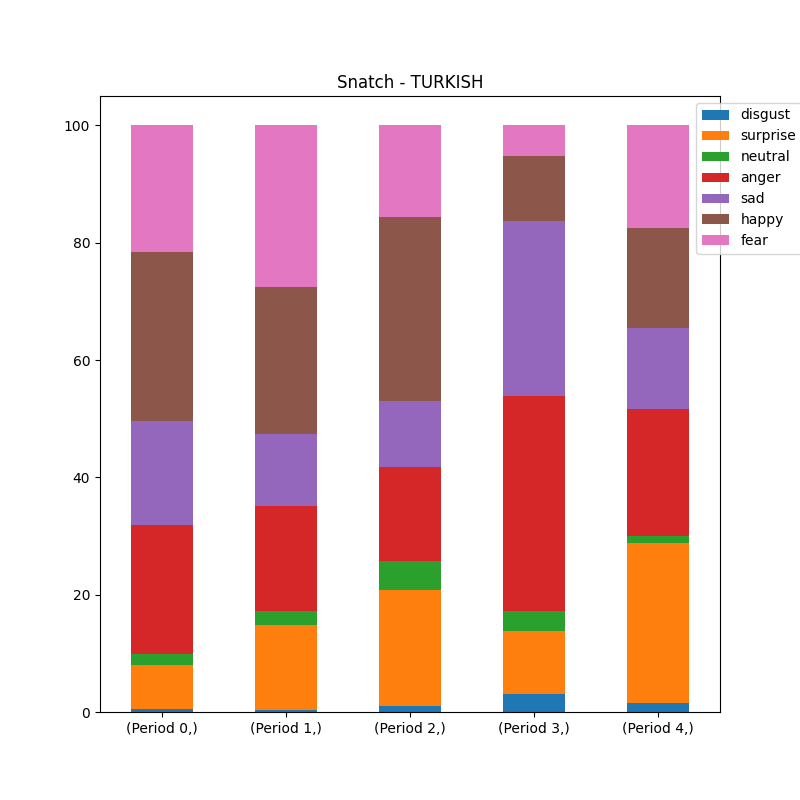 Snatch - TURKISH
100
80
60
40
20
0
(Period 0,) (Period 1,) (Period 2,) (Period 3,) (Period 4,)
disgust
surprise
neutral
anger
sad
happy
fear